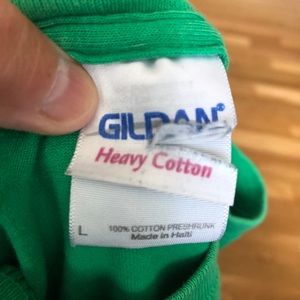 GILDAN®
Heavy Cotton
L
100% COTTON PRESHRUNK
Made in Haiti